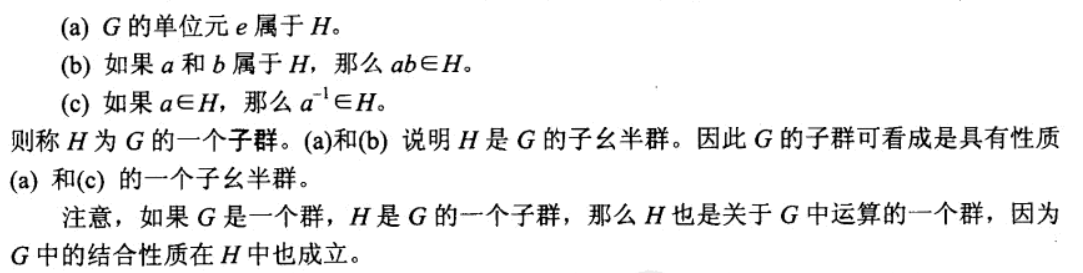 (a) G 的单位元 e 属于 H。
(b) 如果 a 和 b 属于 H，那么 ab∈H。
(c) 如果 a∈H，那么 a⁻¹∈H。
则称 H 为 G 的一个子群。(a)和(b) 说明 H 是 G 的子幺半群。因此 G 的子群可看成是具有性质
(a) 和(c) 的一个子幺半群。
注意，如果 G 是一个群，H 是 G 的一个子群，那么 H 也是关于 G 中运算的一个群，因为
G 中的结合性质在 H 中也成立。